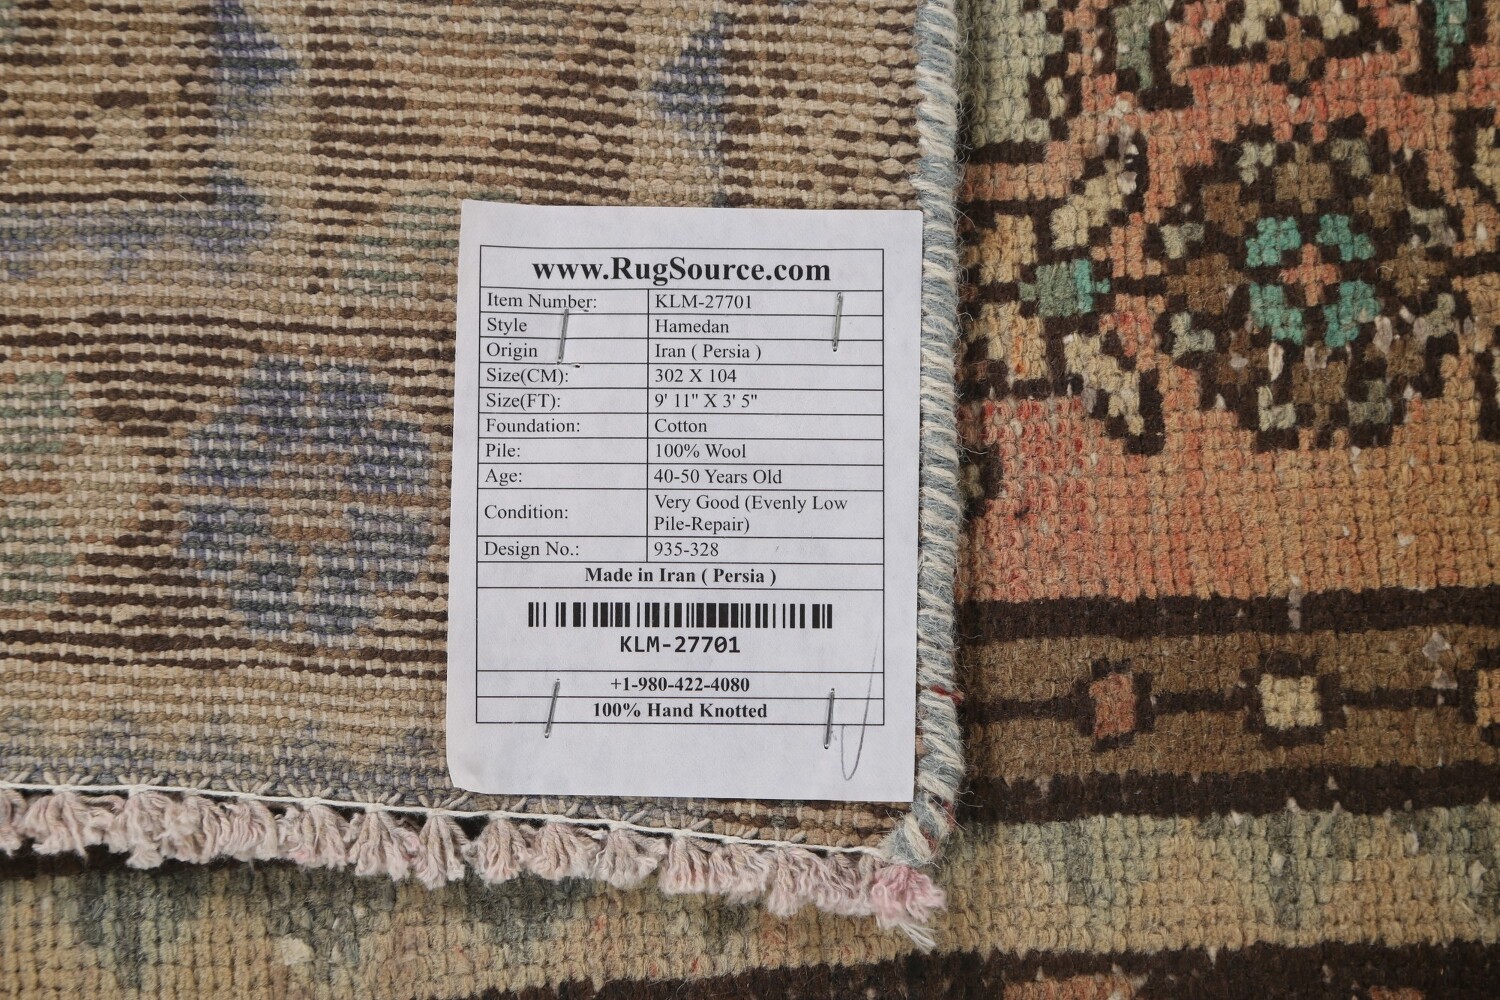 www.RugSource.com
Item Number: KLM-27701
Style Hamedan
Origin Iran ( Persia )
Size(CM): 302 X 104
Size(FT): 9' 11" X 3' 5"
Foundation: Cotton
Pile: 100% Wool
Age: 40-50 Years Old
Condition: Very Good (Evenly Low
Pile-Repair)
Design No.: 935-328
Made in Iran ( Persia )
KLM-27701
+1-980-422-4080
100% Hand Knotted